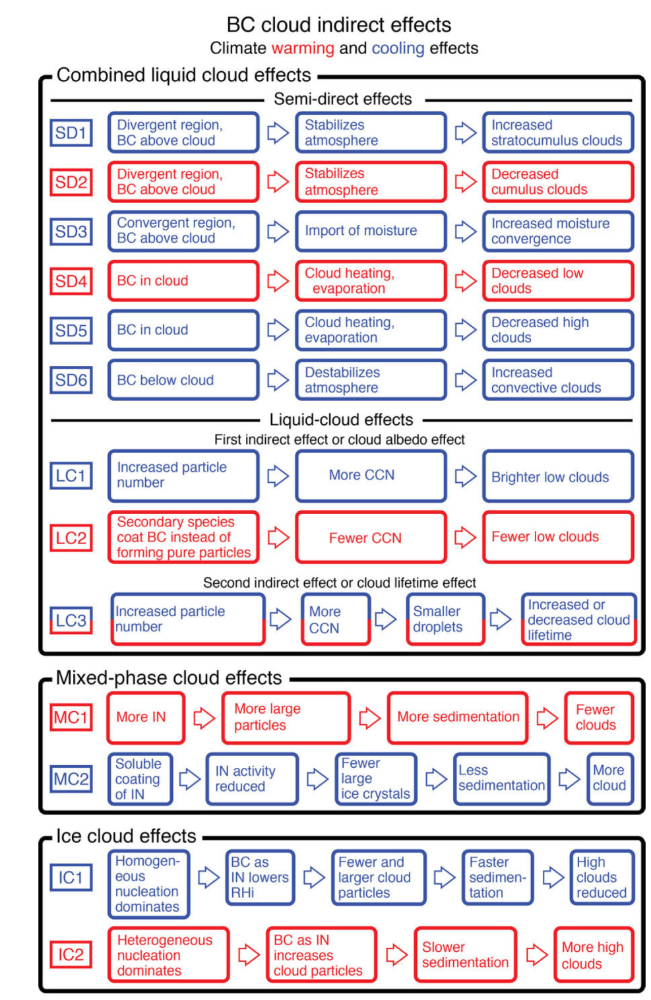 BC cloud indirect effects
Climate warming and cooling effects
Combined liquid cloud effects
Semi-direct effects
SD1
Divergent region,
BC above cloud
Stabilizes
atmosphere
Increased
stratocumulus clouds
SD2
Divergent region,
BC above cloud
Stabilizes
atmosphere
Decreased
cumulus clouds
SD3
Convergent region,
BC above cloud
Import of moisture
Increased moisture
convergence
SD4
BC in cloud
Cloud heating,
evaporation
Decreased low
clouds
SD5
BC in cloud
Cloud heating,
evaporation
Decreased high
clouds
SD6
BC below cloud
Destabilizes
atmosphere
Increased
convective clouds
Liquid-cloud effects
First indirect effect or cloud albedo effect
LC1
Increased particle
number
More CCN
Brighter low clouds
LC2
Secondary species
coat BC instead of
forming pure particles
Fewer CCN
Fewer low clouds
Second indirect effect or cloud lifetime effect
LC3
Increased particle
number
More
CCN
Smaller
droplets
Increased or
decreased cloud
lifetime
Mixed-phase cloud effects
MC1
More IN
More large
particles
More sedimentation
Fewer
clouds
MC2
Soluble
coating
of IN
IN activity
reduced
Fewer
large
ice crystals
Less
sedimentation
More
cloud
Ice cloud effects
IC1
Homogen-
eous
nucleation
dominates
BC as
IN lowers
RHi
Fewer and
larger cloud
particles
Faster
sedimen-
tation
High
clouds
reduced
IC2
Heterogeneous
nucleation
dominates
BC as IN
increases
cloud particles
Slower
sedimentation
More high
clouds